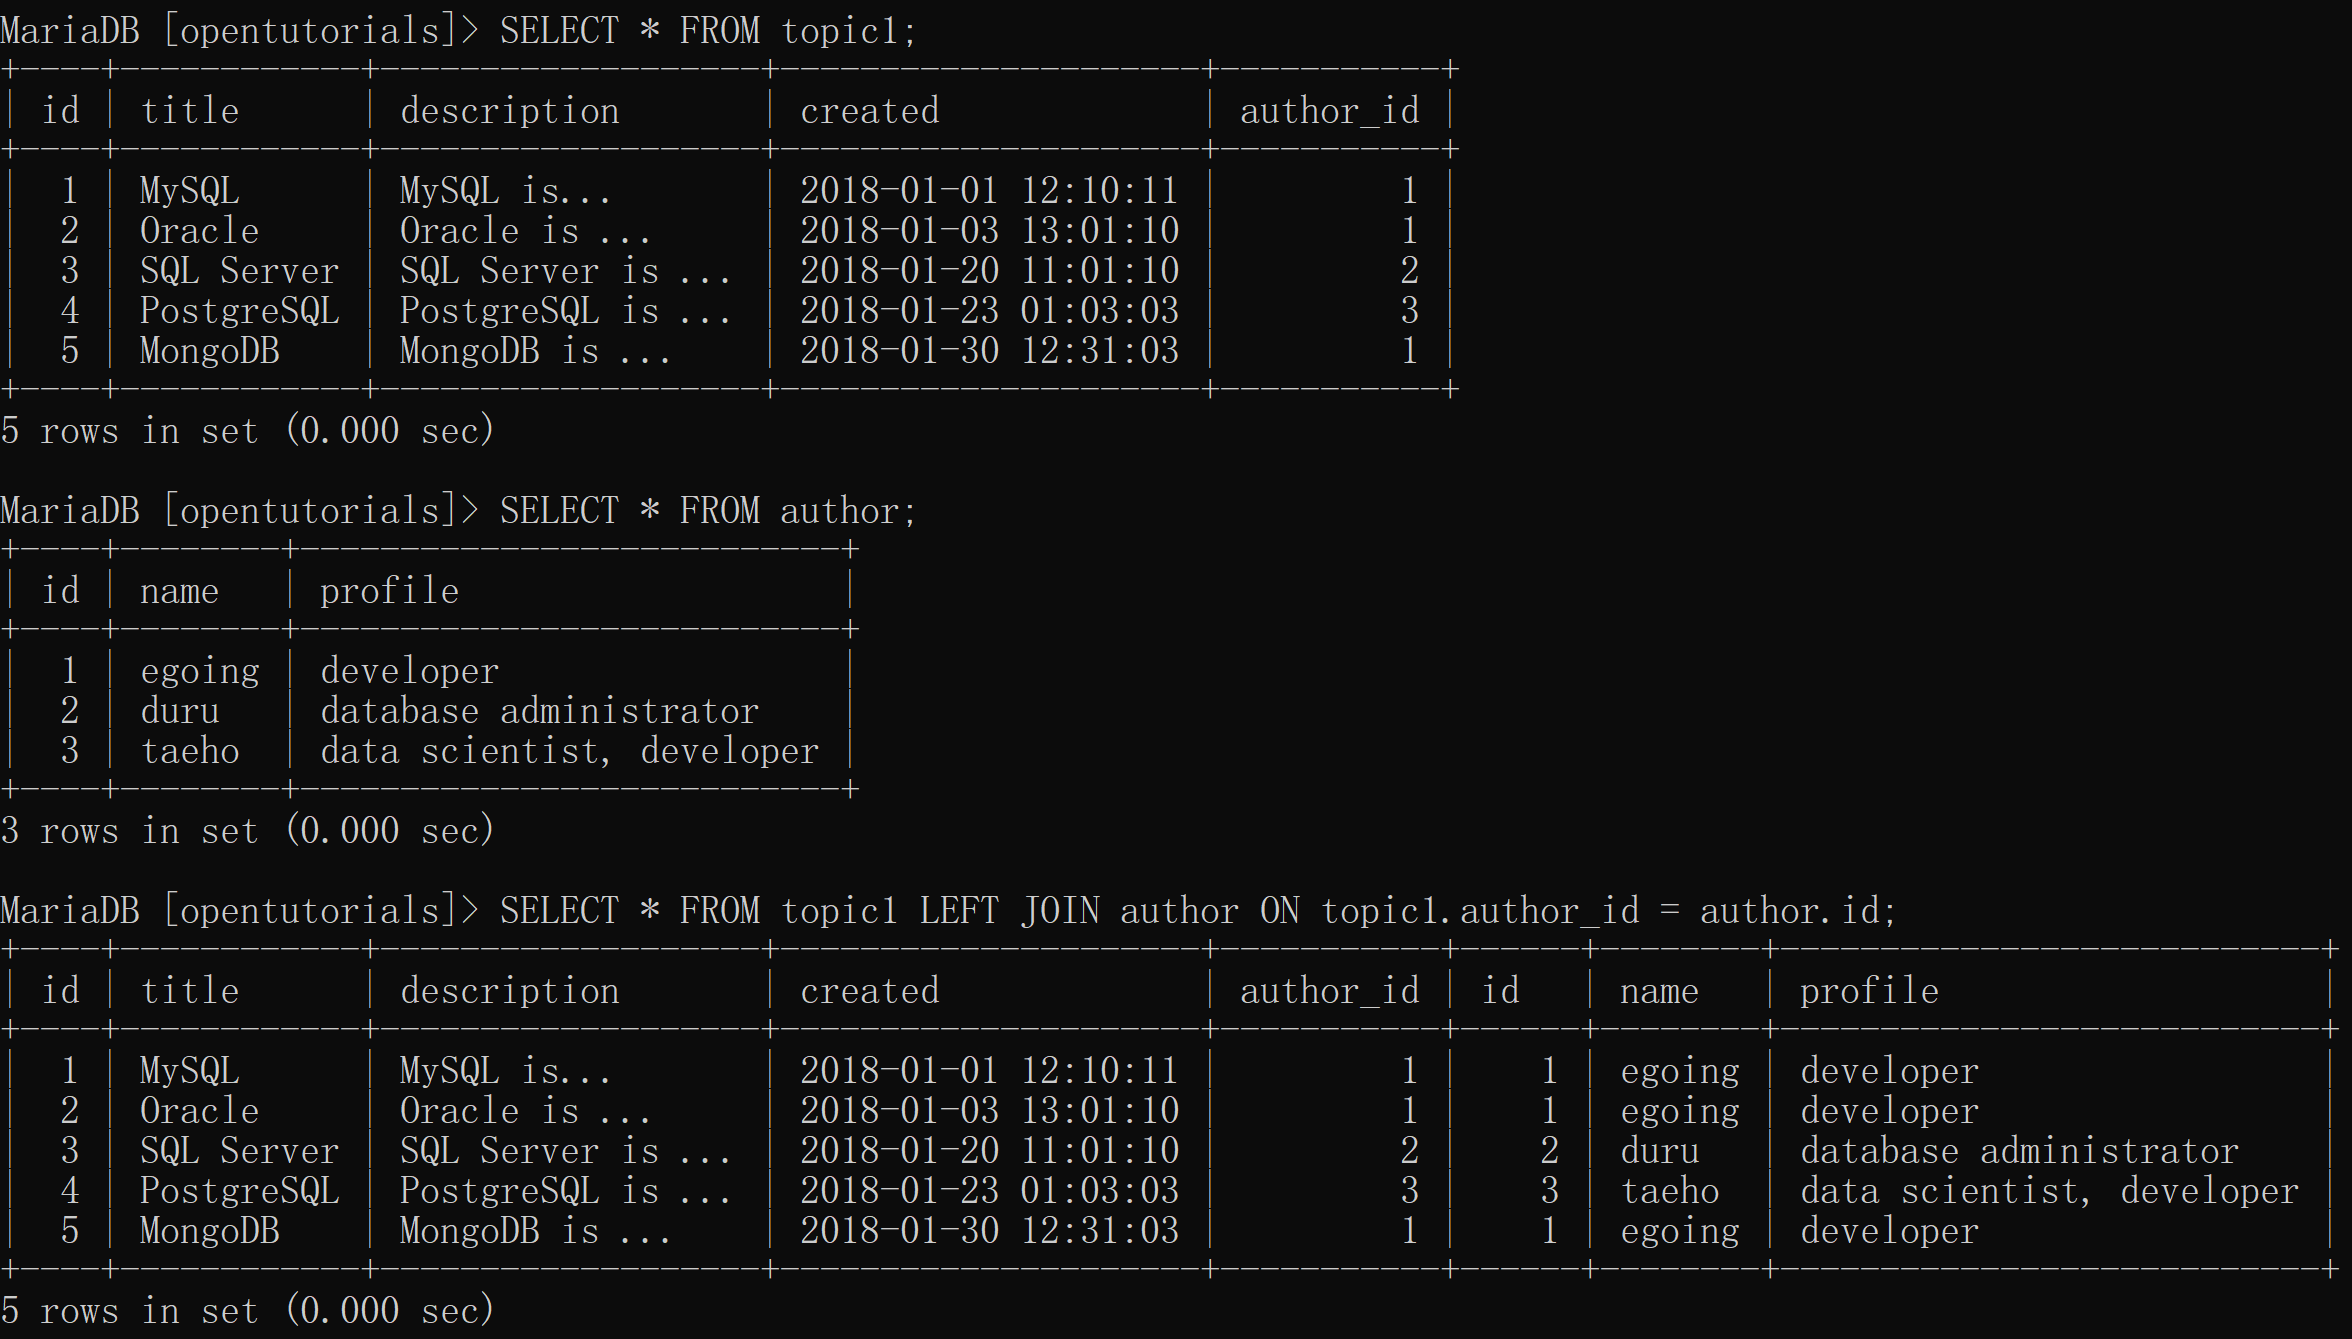 MariaDB [opentutorials]> SELECT * FROM topic1;
+----+------------+-------------------+---------------------+-----------+
| id | title      | description       | created             | author_id |
+----+------------+-------------------+---------------------+-----------+
|  1 | MySQL      | MySQL is...       | 2018-01-01 12:10:11 |         1 |
|  2 | Oracle     | Oracle is ...     | 2018-01-03 13:01:10 |         1 |
|  3 | SQL Server | SQL Server is ... | 2018-01-20 11:01:10 |         2 |
|  4 | PostgreSQL | PostgreSQL is ... | 2018-01-23 01:03:03 |         3 |
|  5 | MongoDB    | MongoDB is ...    | 2018-01-30 12:31:03 |         1 |
+----+------------+-------------------+---------------------+-----------+
5 rows in set (0.000 sec)

MariaDB [opentutorials]> SELECT * FROM author;
+----+--------+---------------------------+
| id | name   | profile                   |
+----+--------+---------------------------+
|  1 | egoing | developer                 |
|  2 | duru   | database administrator    |
|  3 | taeho  | data scientist, developer |
+----+--------+---------------------------+
3 rows in set (0.000 sec)

MariaDB [opentutorials]> SELECT * FROM topic1 LEFT JOIN author ON topic1.author_id = author.id;
+----+------------+-------------------+---------------------+-----------+------+--------+---------------------------+
| id | title      | description       | created             | author_id | id   | name   | profile                   |
+----+------------+-------------------+---------------------+-----------+------+--------+---------------------------+
|  1 | MySQL      | MySQL is...       | 2018-01-01 12:10:11 |         1 |    1 | egoing | developer                 |
|  2 | Oracle     | Oracle is ...     | 2018-01-03 13:01:10 |         1 |    1 | egoing | developer                 |
|  3 | SQL Server | SQL Server is ... | 2018-01-20 11:01:10 |         2 |    2 | duru   | database administrator    |
|  4 | PostgreSQL | PostgreSQL is ... | 2018-01-23 01:03:03 |         3 |    3 | taeho  | data scientist, developer |
|  5 | MongoDB    | MongoDB is ...    | 2018-01-30 12:31:03 |         1 |    1 | egoing | developer                 |
+----+------------+-------------------+---------------------+-----------+------+--------+---------------------------+
5 rows in set (0.000 sec)